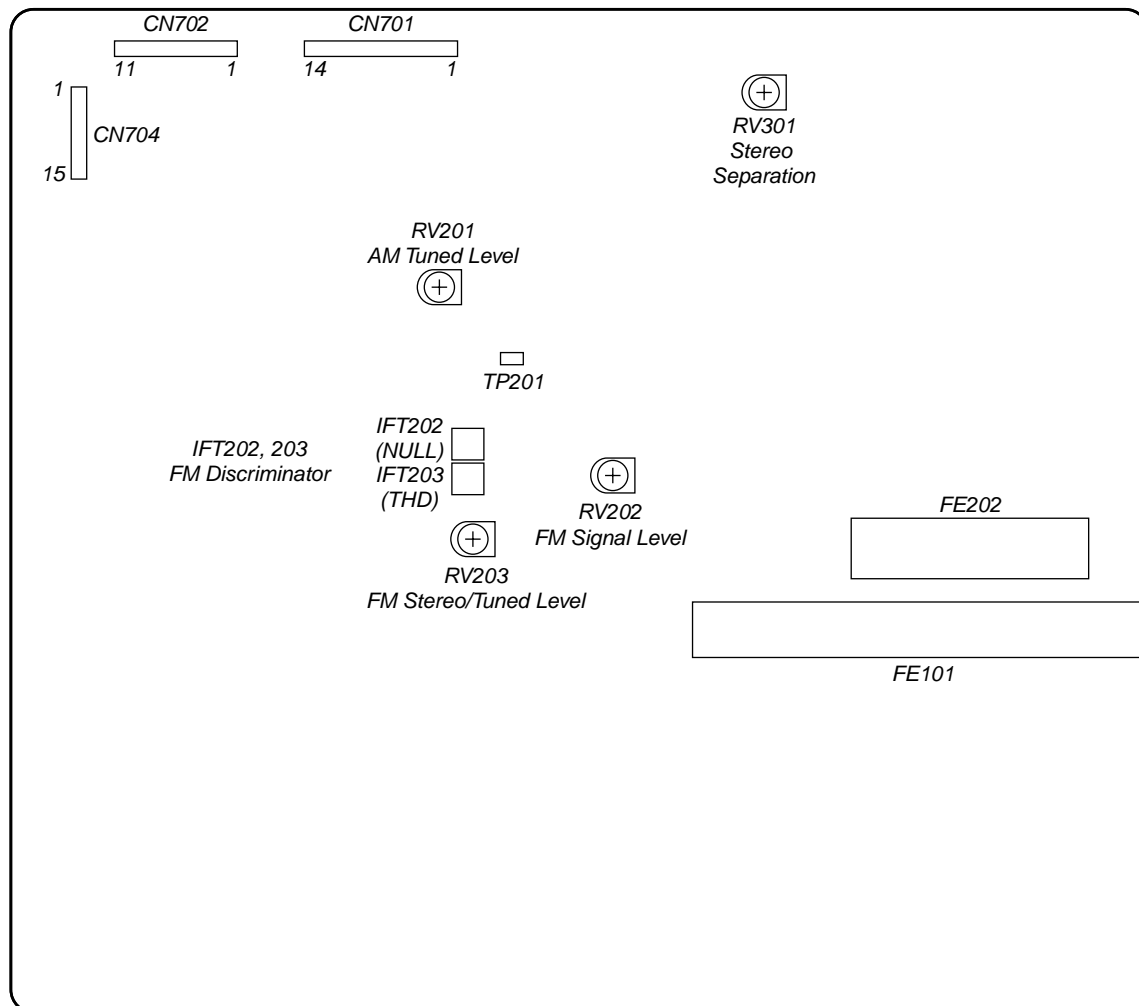 CN702
CN701
11 1
14 1
1
CN704
15
RV301
Stereo
Separation
RV201
AM Tuned Level
TP201
IFT202
(NULL)
IFT202, 203
FM Discriminator
IFT203
(THD)
RV202
FM Signal Level
FE202
RV203
FM Stereo/Tuned Level
FE101